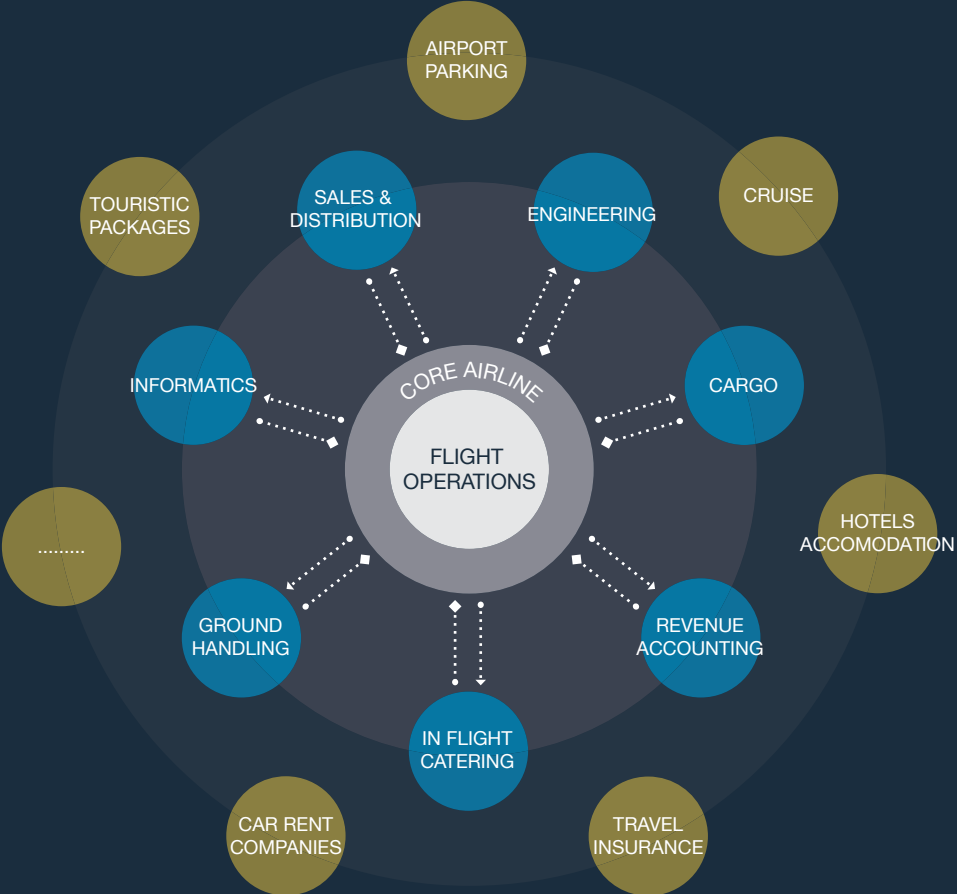 AIRPORT
PARKING
CRUISE
TOURISTIC
PACKAGES
SALES &
DISTRIBUTION
ENGINEERING
INFORMATICS
CARGO
CORE AIRLINE
FLIGHT
OPERATIONS
.........
HOTELS
ACCOMODATION
GROUND
HANDLING
REVENUE
ACCOUNTING
IN FLIGHT
CATERING
CAR RENT
COMPANIES
TRAVEL
INSURANCE